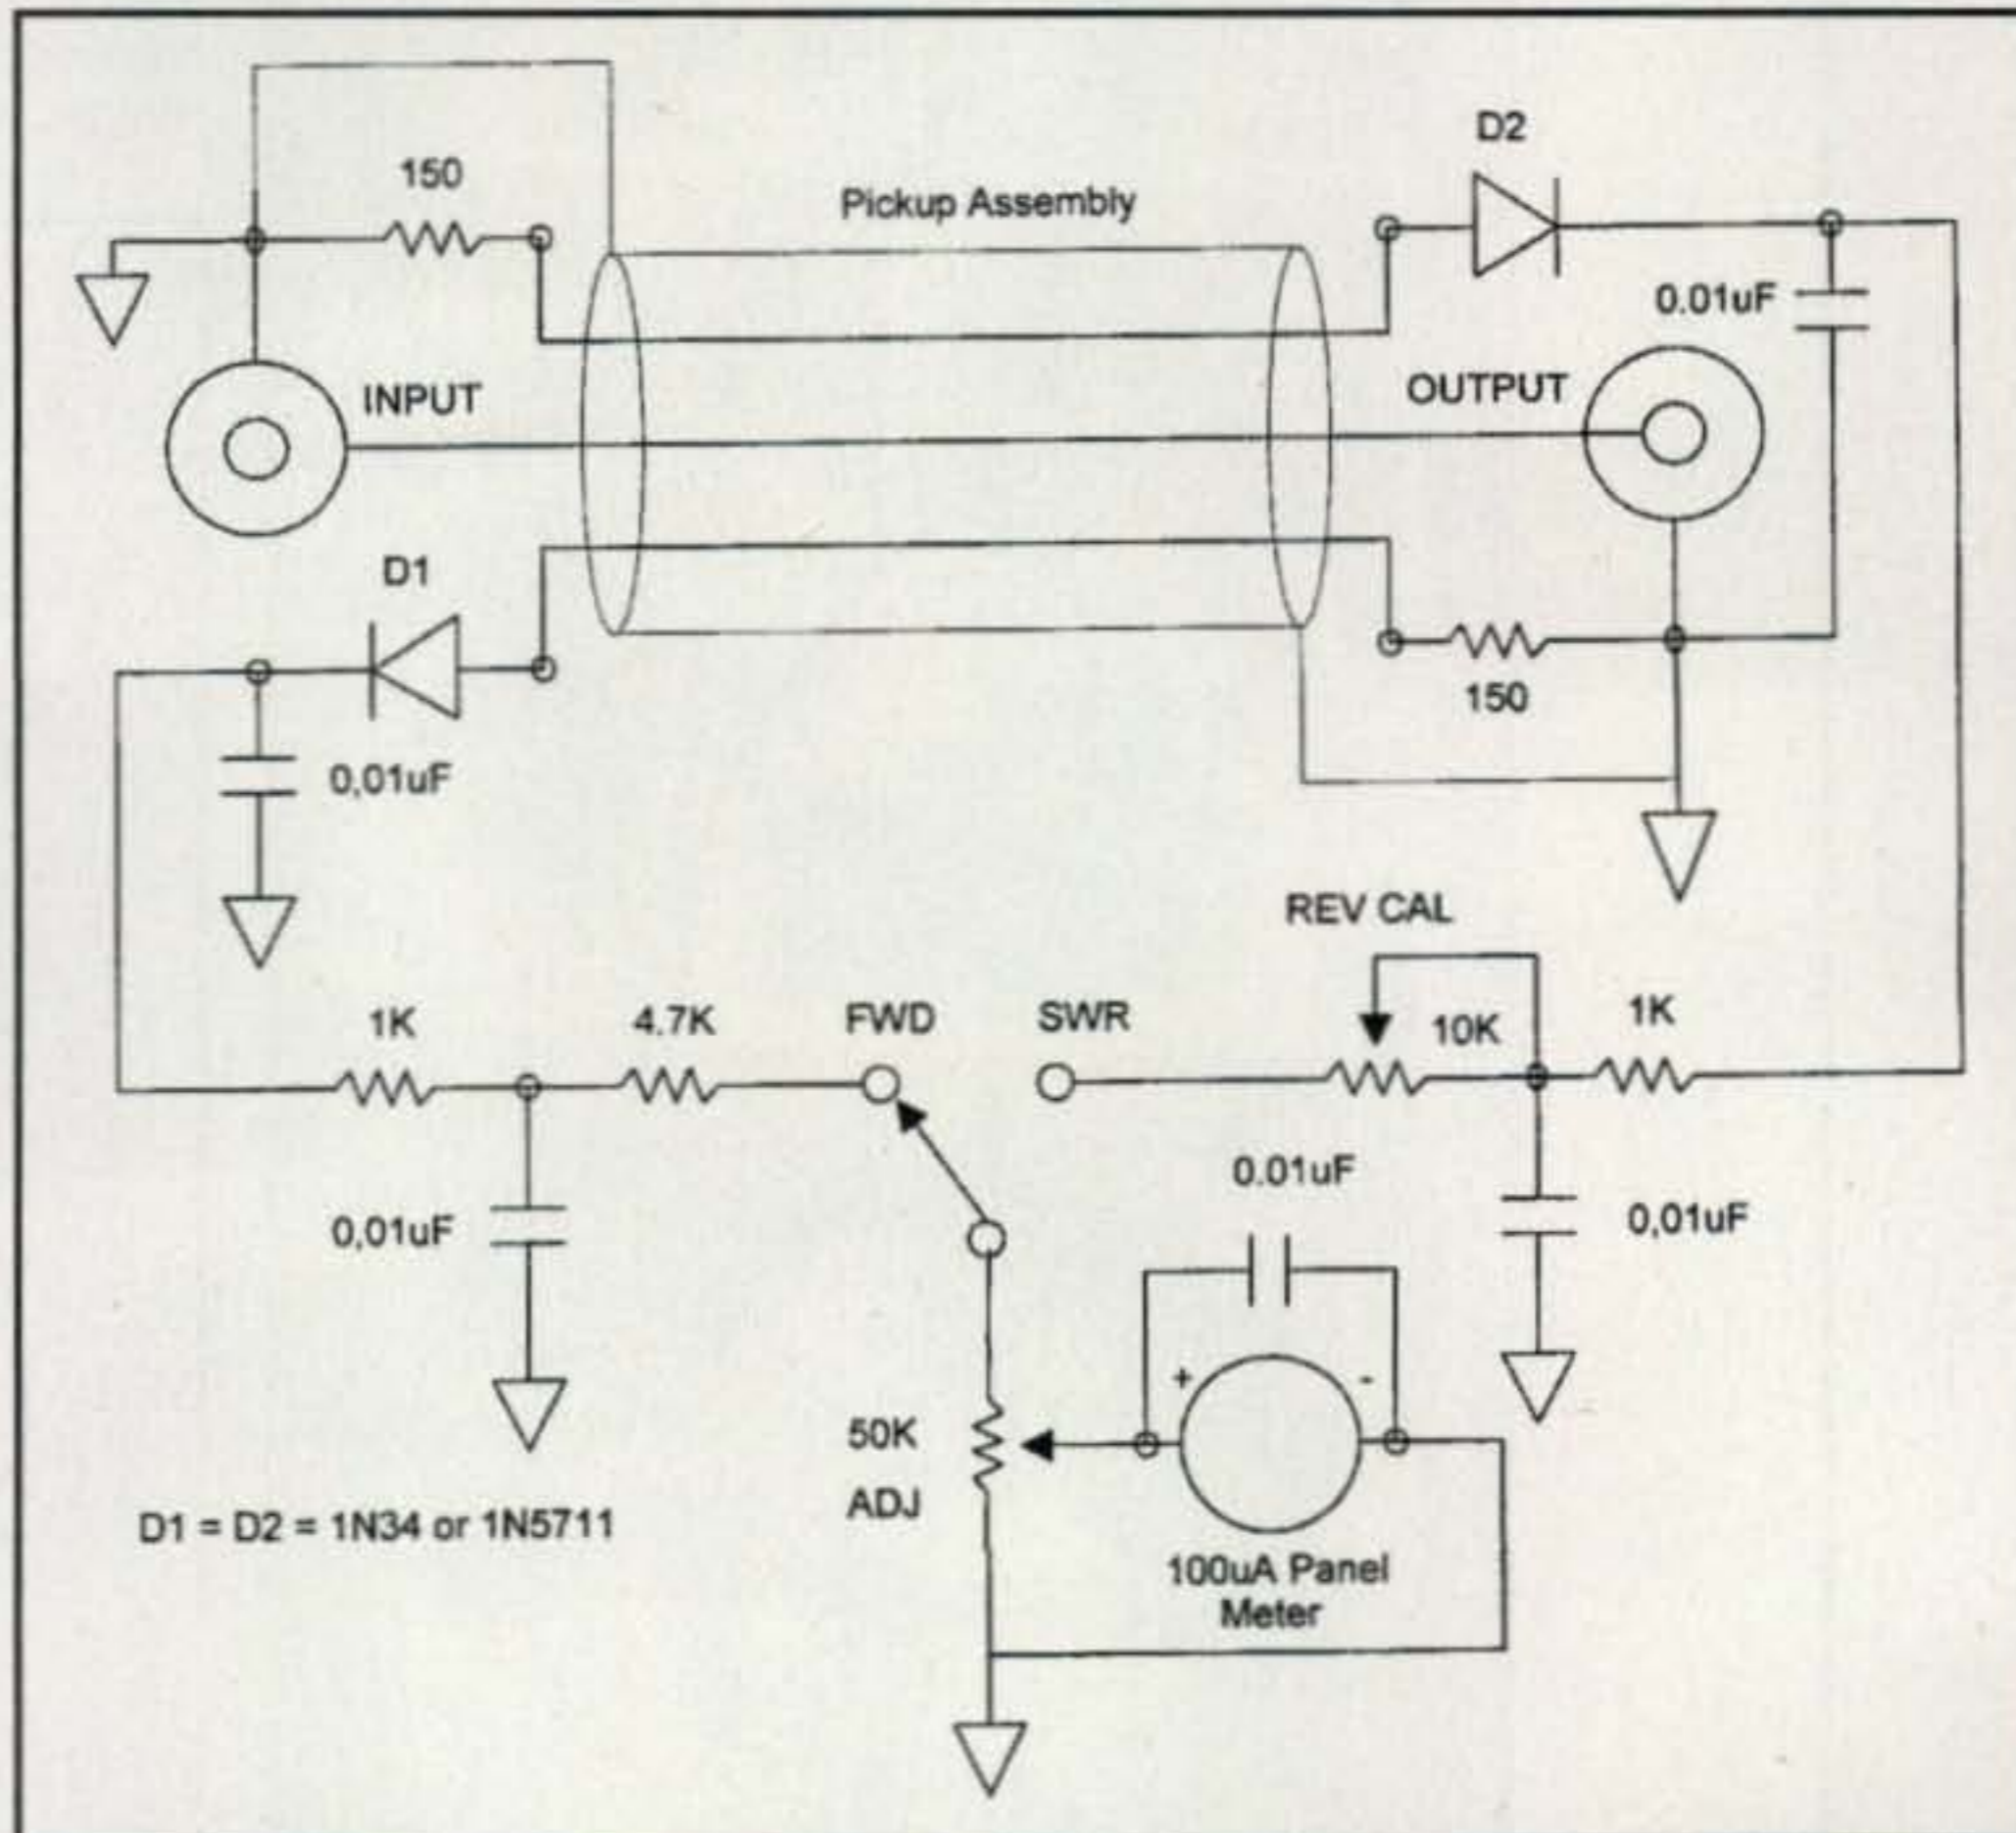 D2
150
Pickup Assembly
0.01uF
INPUT
OUTPUT
D1
150
0,01uF
REV CAL
1K
4.7K
FWD
SWR
10K
1K
0.01uF
0,01uF
0,01uF
+
-
50K
ADJ
D1 = D2 = 1N34 or 1N5711
100uA Panel
Meter